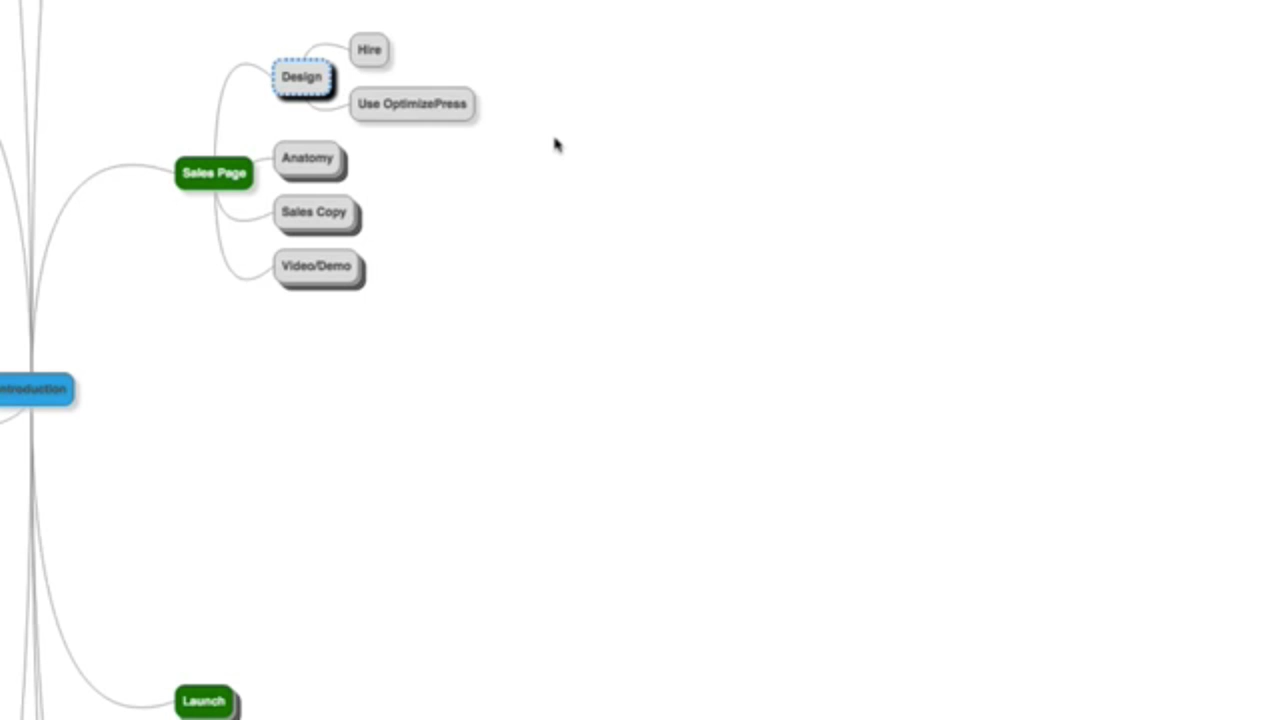 Hire
Design
Use OptimizePress
Anatomy
Sales Page
Sales Copy
Video/Demo
ntroduction
Launch